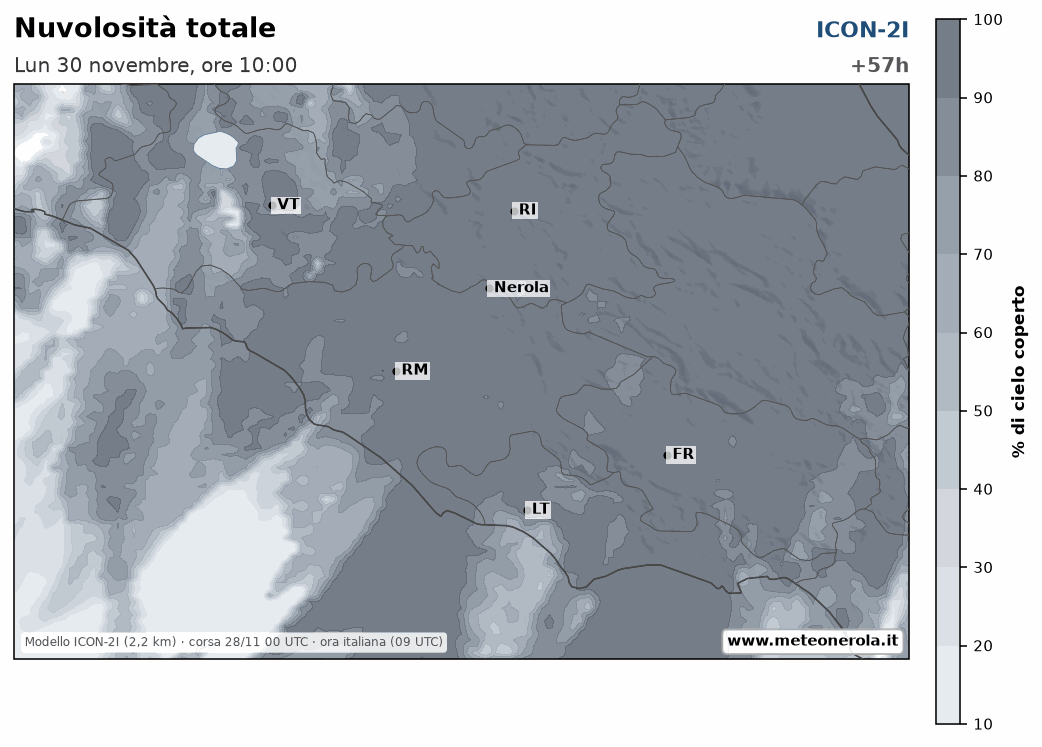 Nuvolosità totale
ICON-2I
Lun 30 novembre, ore 10:00
+57h
VT
RI
Nerola
RM
FR
LT
Modello ICON-2I (2,2 km) · corsa 28/11 00 UTC · ora italiana (09 UTC)
www.meteonerola.it
100
90
80
70
60
50
40
30
20
10
% di cielo coperto